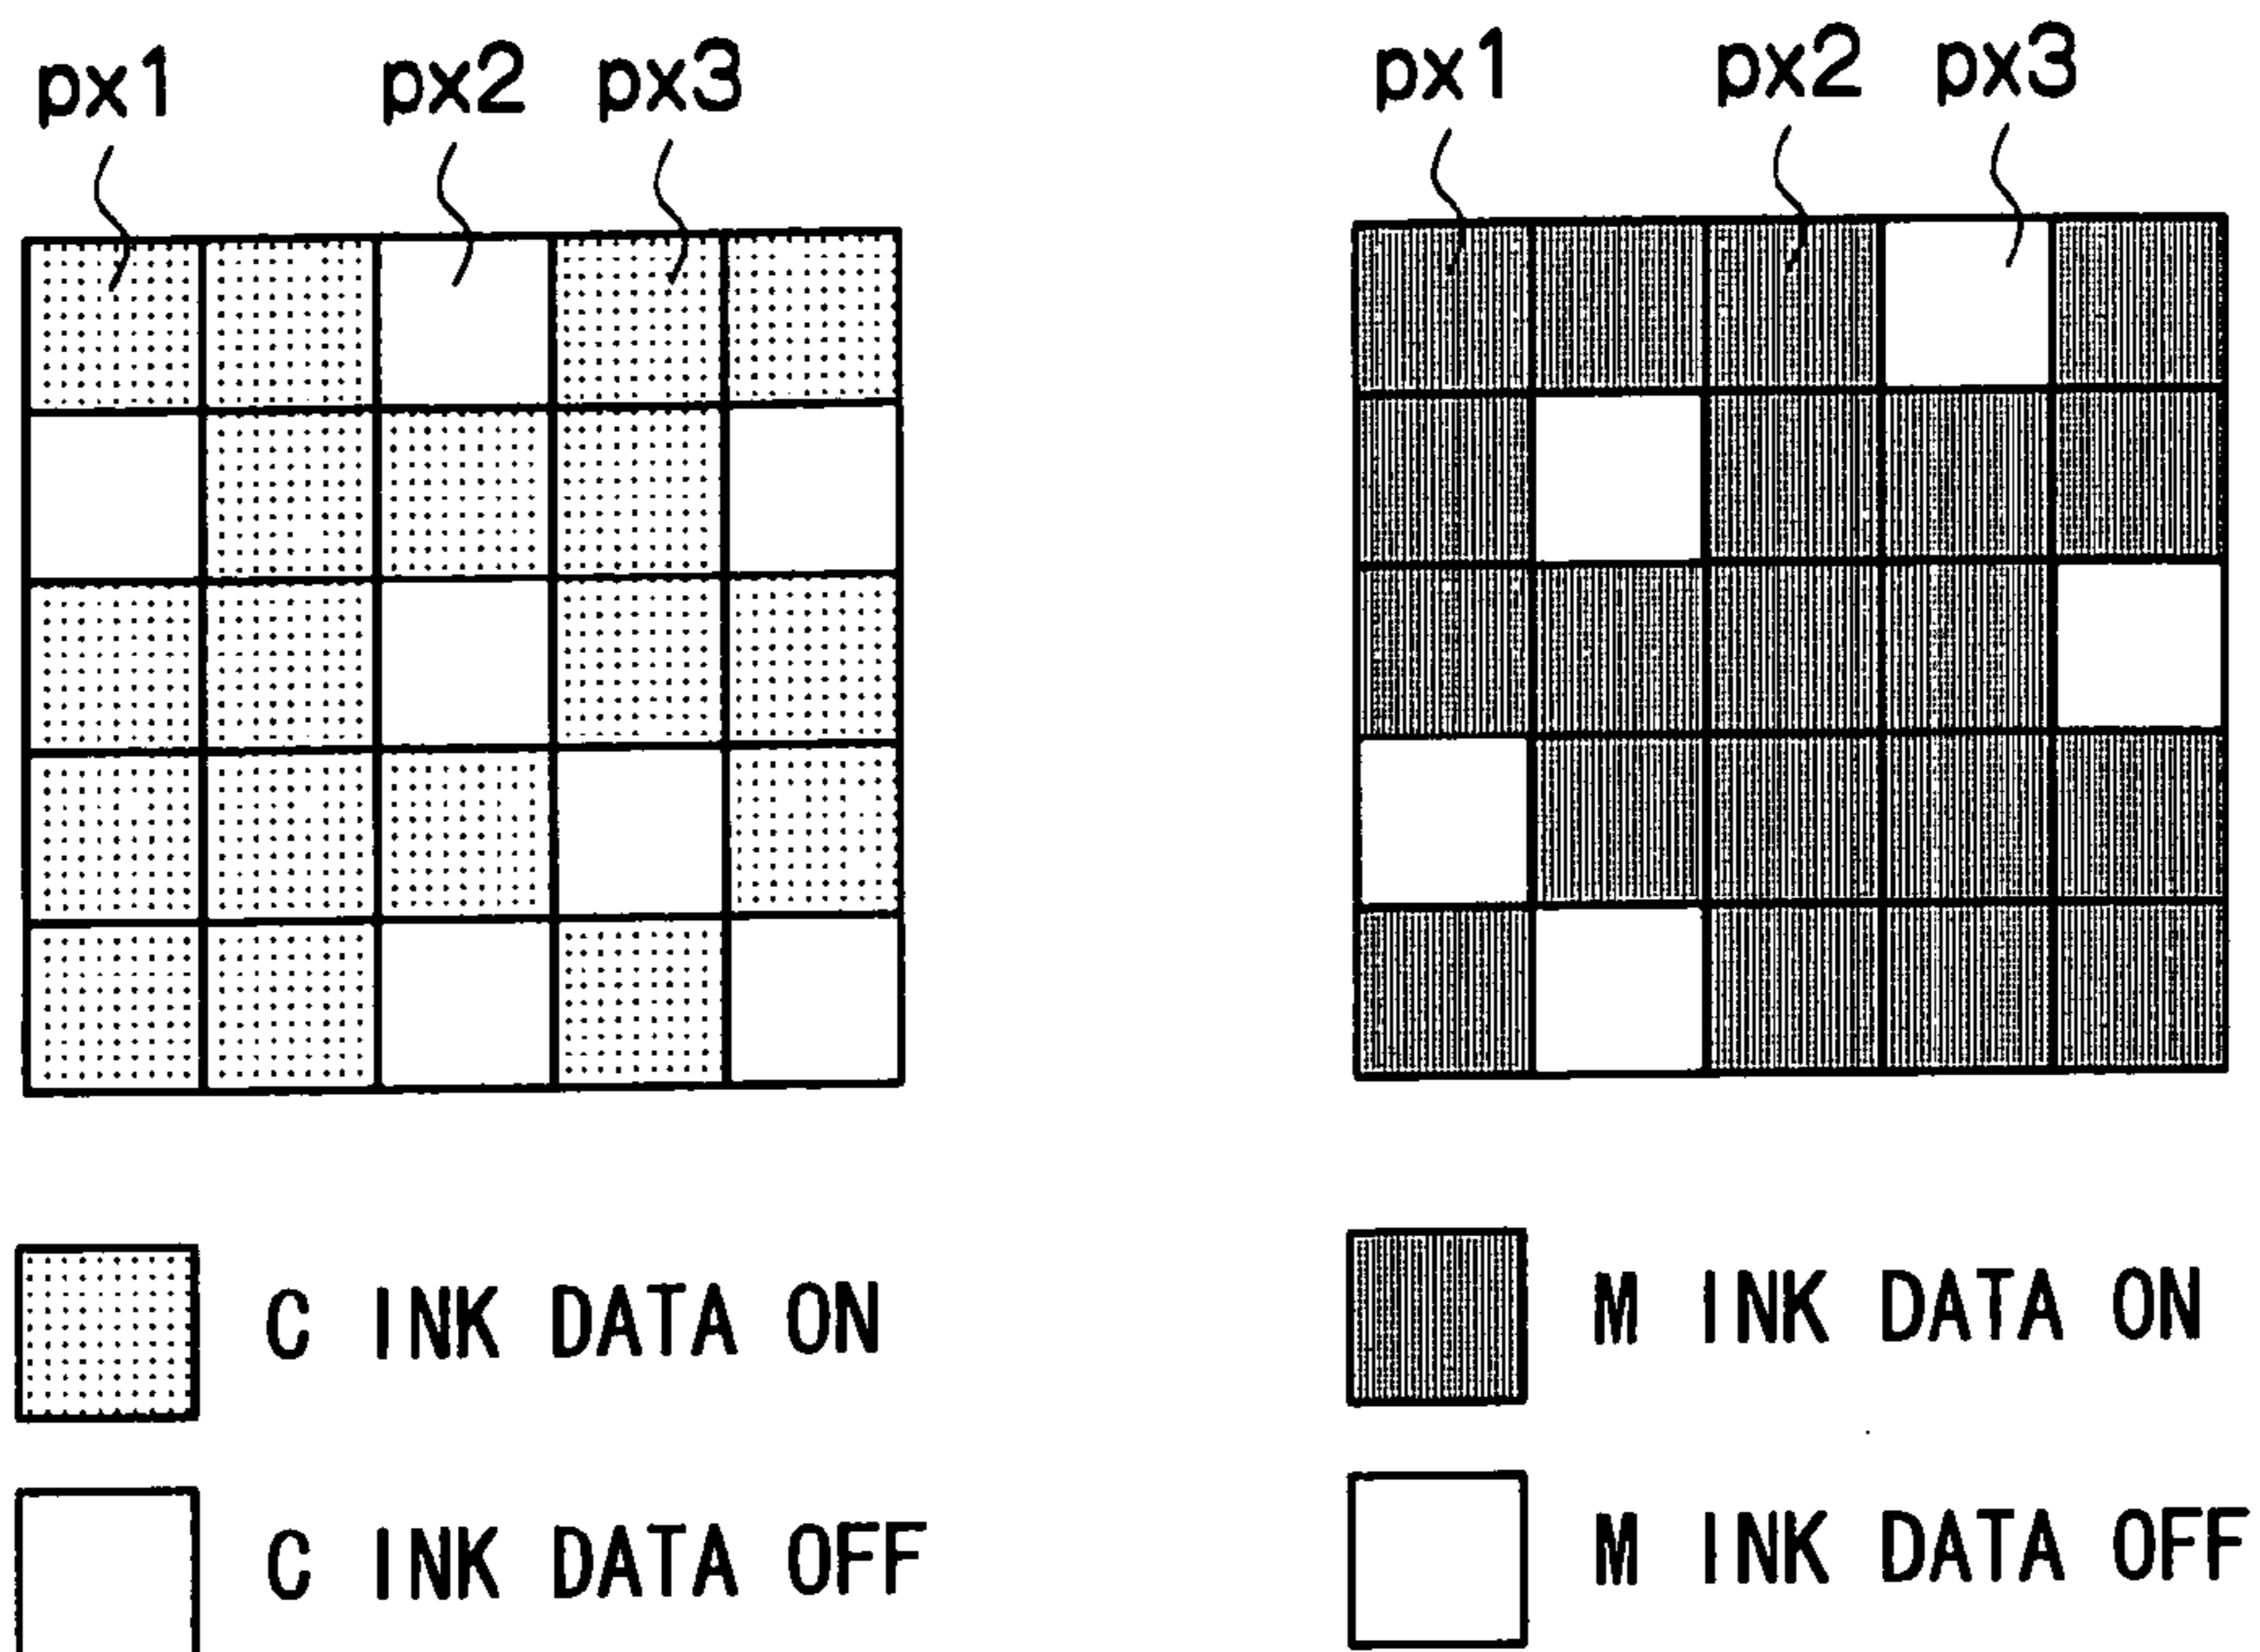 px1 px2 px3
px1 px2 px3
C INK DATA ON
M INK DATA ON
C INK DATA OFF
M INK DATA OFF